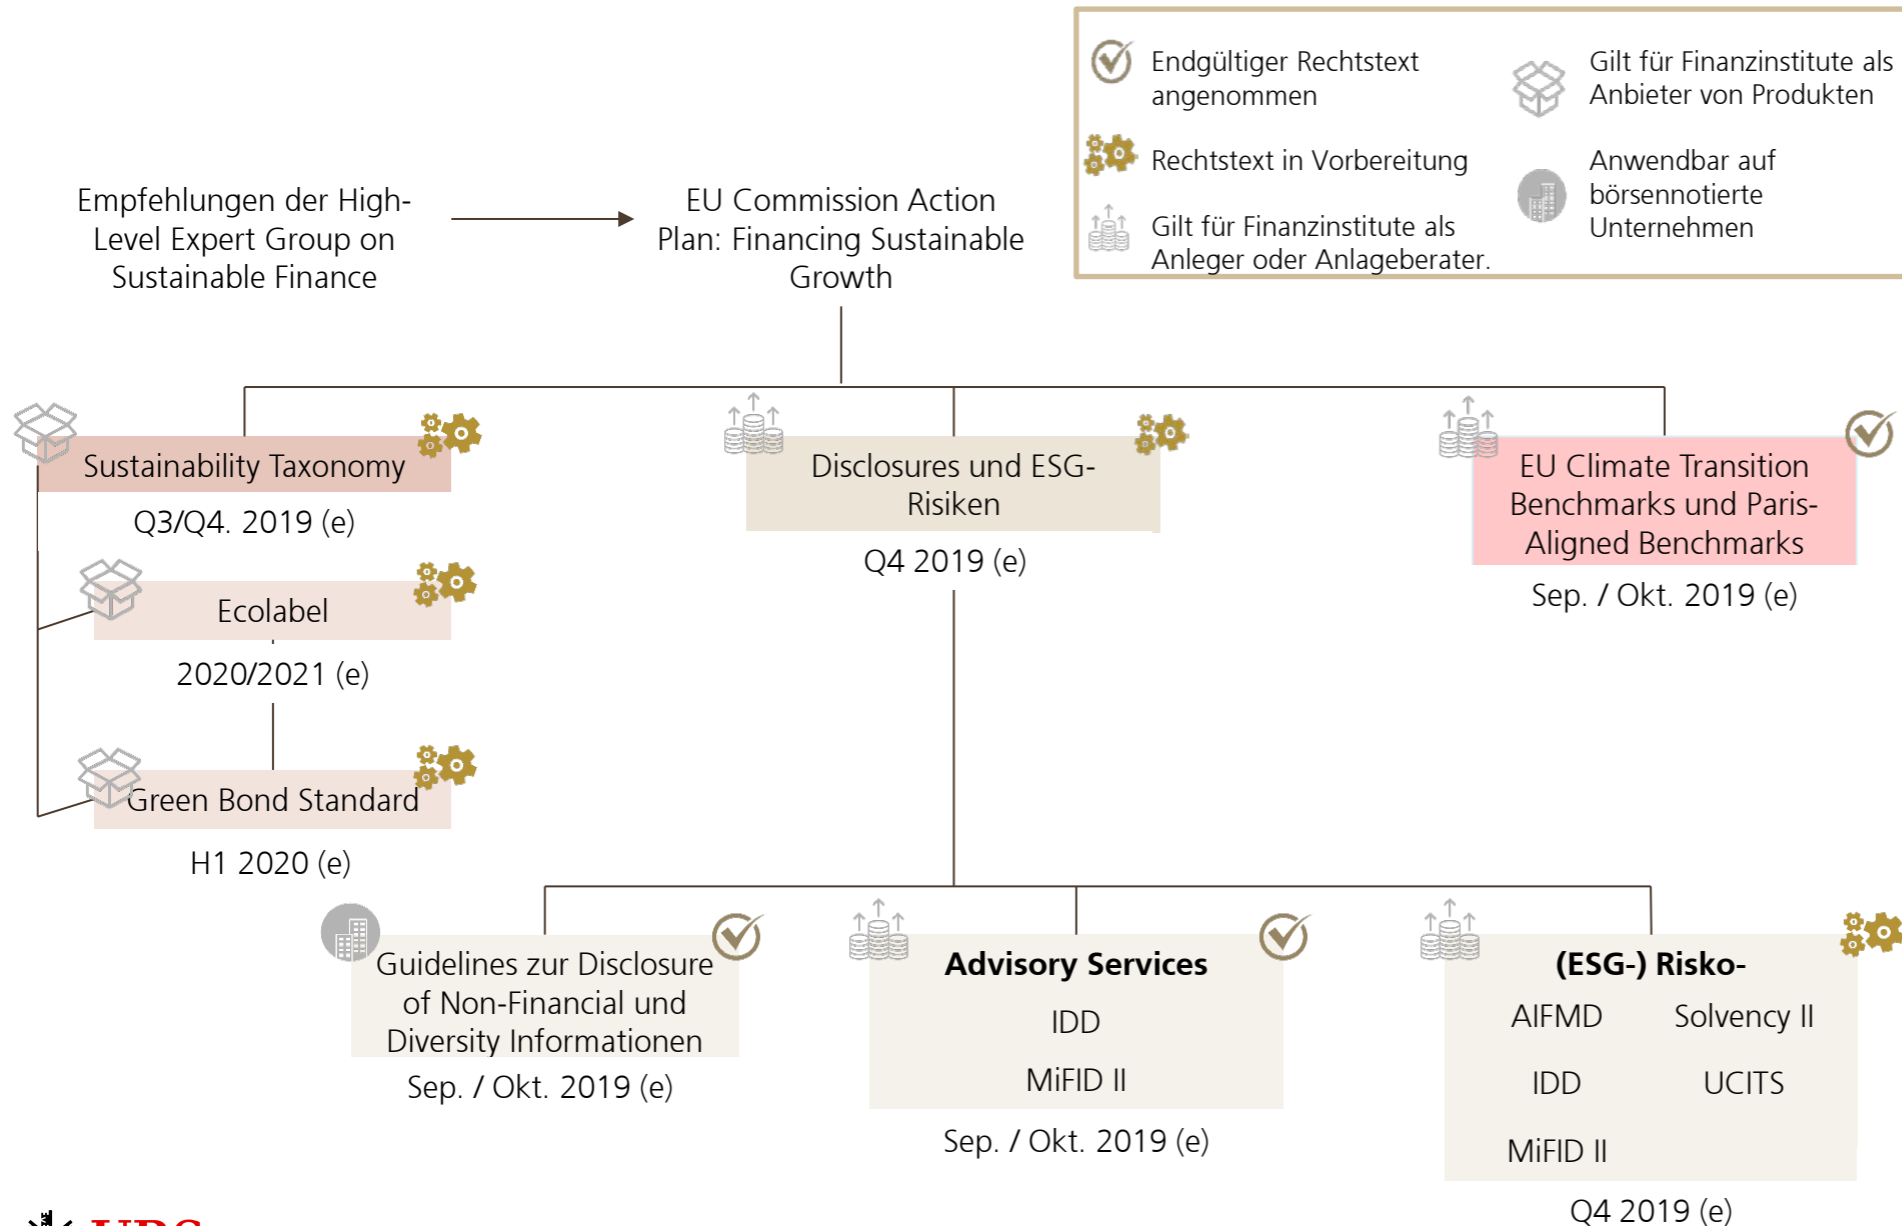 Endgültiger Rechtstext
angenommen
Rechtstext in Vorbereitung
Gilt für Finanzinstitute als
Anleger oder Anlageberater.
Gilt für Finanzinstitute als
Anbieter von Produkten
Anwendbar auf
börsennotierte
Unternehmen
Empfehlungen der High-
Level Expert Group on
Sustainable Finance
EU Commission Action
Plan: Financing Sustainable
Growth
Sustainability Taxonomy
Q3/Q4. 2019 (e)
Ecolabel
2020/2021 (e)
Green Bond Standard
H1 2020 (e)
Disclosures und ESG-
Risiken
Q4 2019 (e)
EU Climate Transition
Benchmarks und Paris-
Aligned Benchmarks
Sep. / Okt. 2019 (e)
Guidelines zur Disclosure
of Non-Financial und
Diversity Informationen
Sep. / Okt. 2019 (e)
Advisory Services
IDD
MiFID II
Sep. / Okt. 2019 (e)
(ESG-) Risko-
AIFMD Solvency II
IDD UCITS
MiFID II
Q4 2019 (e)
UBS